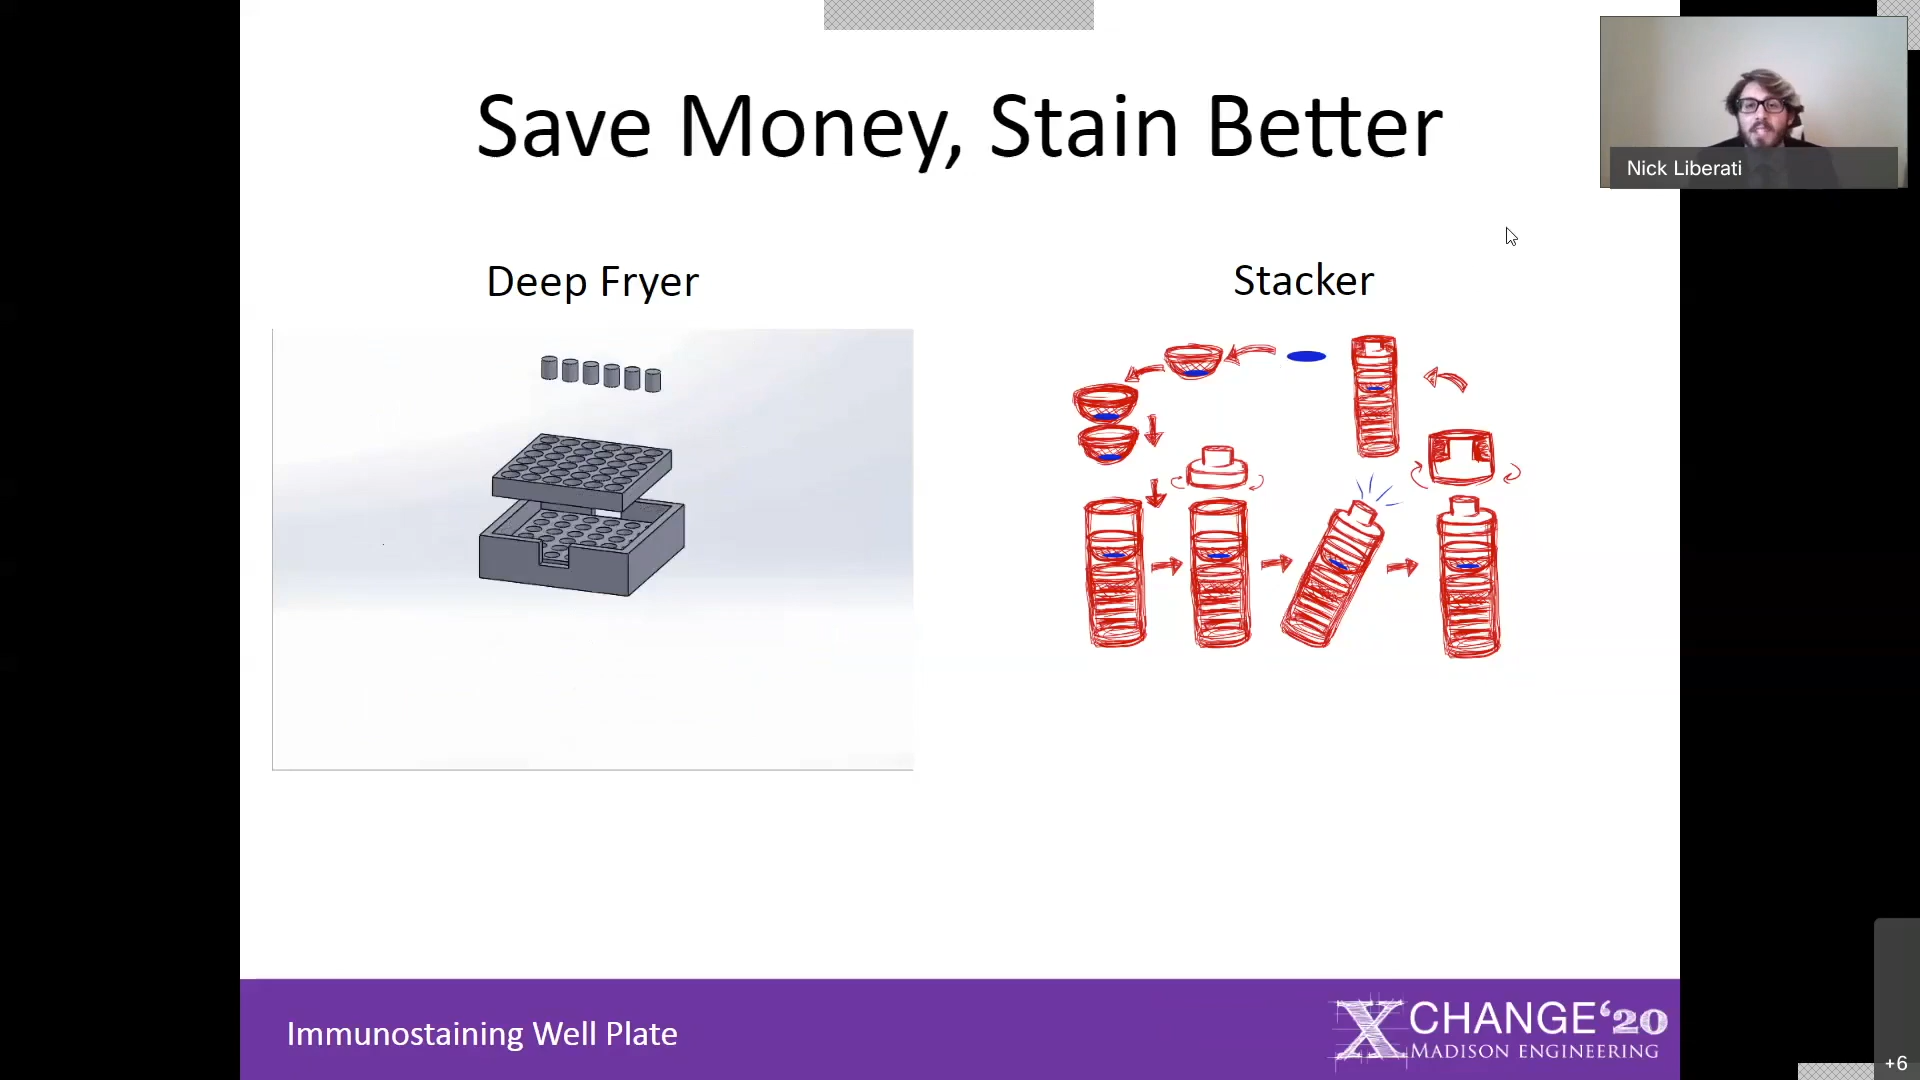 Save Money, Stain Better
Nick Liberati
Deep Fryer
Stacker
Immunostaining Well Plate
XCHANGE‘20
MADISON ENGINEERING
+6